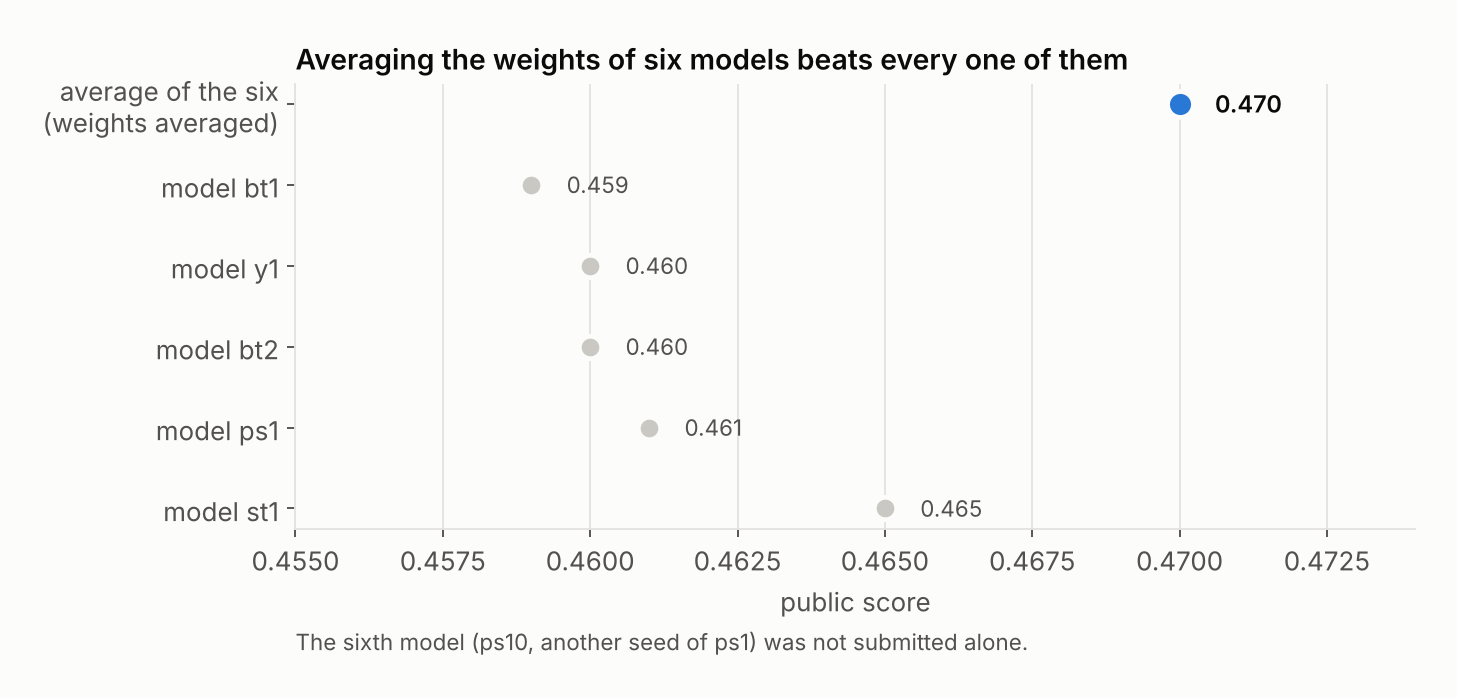 Averaging the weights of six models beats every one of them
average of the six
(weights averaged)
0.470
model bt1
0.459
model y1
0.460
model bt2
0.460
model ps1
0.461
model st1
0.465
0.4550
0.4575
0.4600
0.4625
0.4650
0.4675
0.4700
0.4725
public score
The sixth model (ps10, another seed of ps1) was not submitted alone.